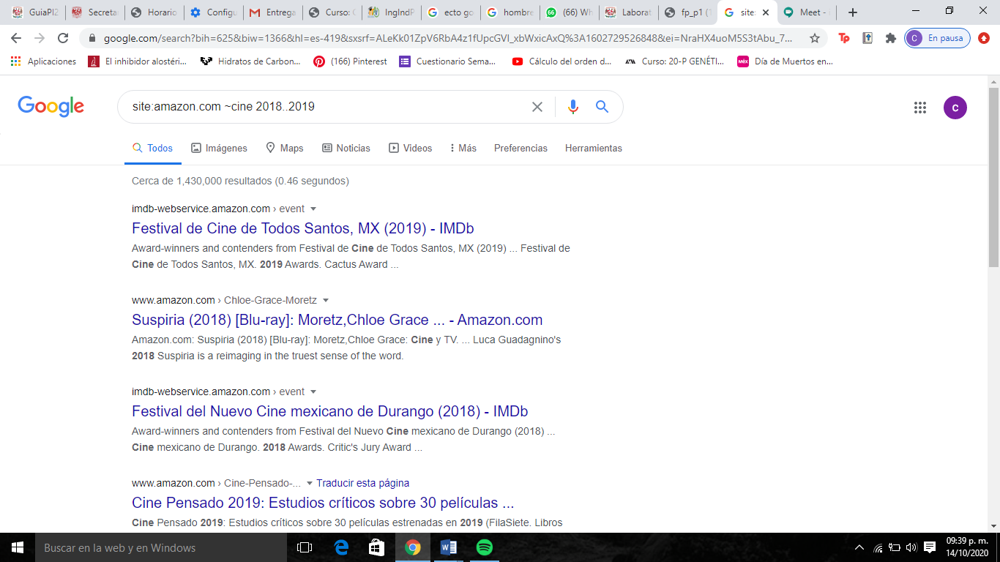 GuiaPI2
Secreta
Horario
Configu
Entrega
Curso: C
IngIndP
ecto go
hombre
(66) Wh
Laborat
fp_p1 (1
site:
Meet -
google.com/search?bih=625&biw=1366&hl=es-419&sxsrf=ALeKk01ZpV6RbA4z1fUpcGVI_xbWxicAxQ%3A1602729526848&ei=NraHX4uoM5S3tAbu_7...
En pausa
Aplicaciones
El inhibidor alostéri...
Hidratos de Carbon...
(166) Pinterest
Cuestionario Sema...
Cálculo del orden d...
Curso: 20-P GENÉTI...
Día de Muertos en...
Google
site:amazon.com ~cine 2018..2019
C
Todos
Imágenes
Maps
Noticias
Videos
Más
Preferencias
Herramientas
Cerca de 1,430,000 resultados (0.46 segundos)
imdb-webservice.amazon.com › event
Festival de Cine de Todos Santos, MX (2019) - IMDb
Award-winners and contenders from Festival de Cine de Todos Santos, MX (2019) ... Festival de
Cine de Todos Santos, MX. 2019 Awards. Cactus Award ...
www.amazon.com › Chloe-Grace-Moretz
Suspiria (2018) [Blu-ray]: Moretz,Chloe Grace ... - Amazon.com
Amazon.com: Suspiria (2018) [Blu-ray]: Moretz,Chloe Grace: Cine y TV. ... Luca Guadagnino's
2018 Suspiria is a reimaging in the truest sense of the word.
imdb-webservice.amazon.com › event
Festival del Nuevo Cine mexicano de Durango (2018) - IMDb
Award-winners and contenders from Festival del Nuevo Cine mexicano de Durango (2018) ...
Cine mexicano de Durango. 2018 Awards. Critic's Jury Award ...
www.amazon.com › Cine-Pensado-... Traducir esta página
Cine Pensado 2019: Estudios críticos sobre 30 películas ...
Cine Pensado 2019: Estudios críticos sobre 30 películas estrenadas en 2019 (FilaSiete. Libros
Buscar en la web y en Windows
09:39 p. m.
14/10/2020